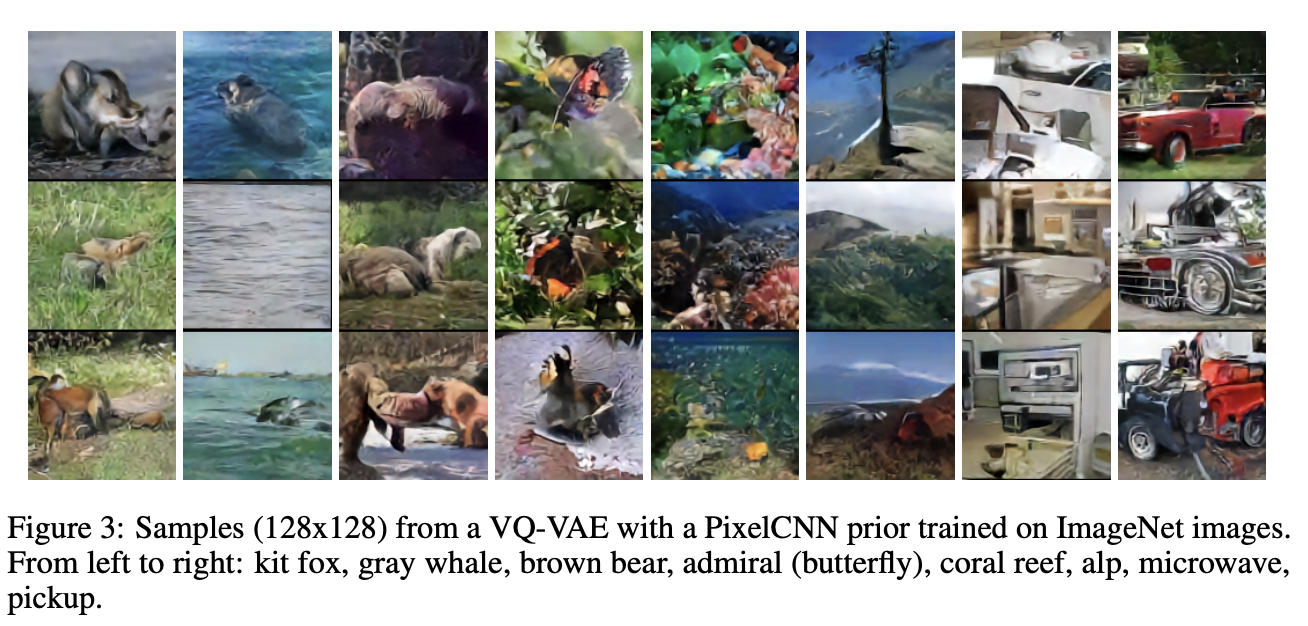 Figure 3: Samples (128x128) from a VQ-VAE with a PixelCNN prior trained on ImageNet images.
From left to right: kit fox, gray whale, brown bear, admiral (butterfly), coral reef, alp, microwave,
pickup.